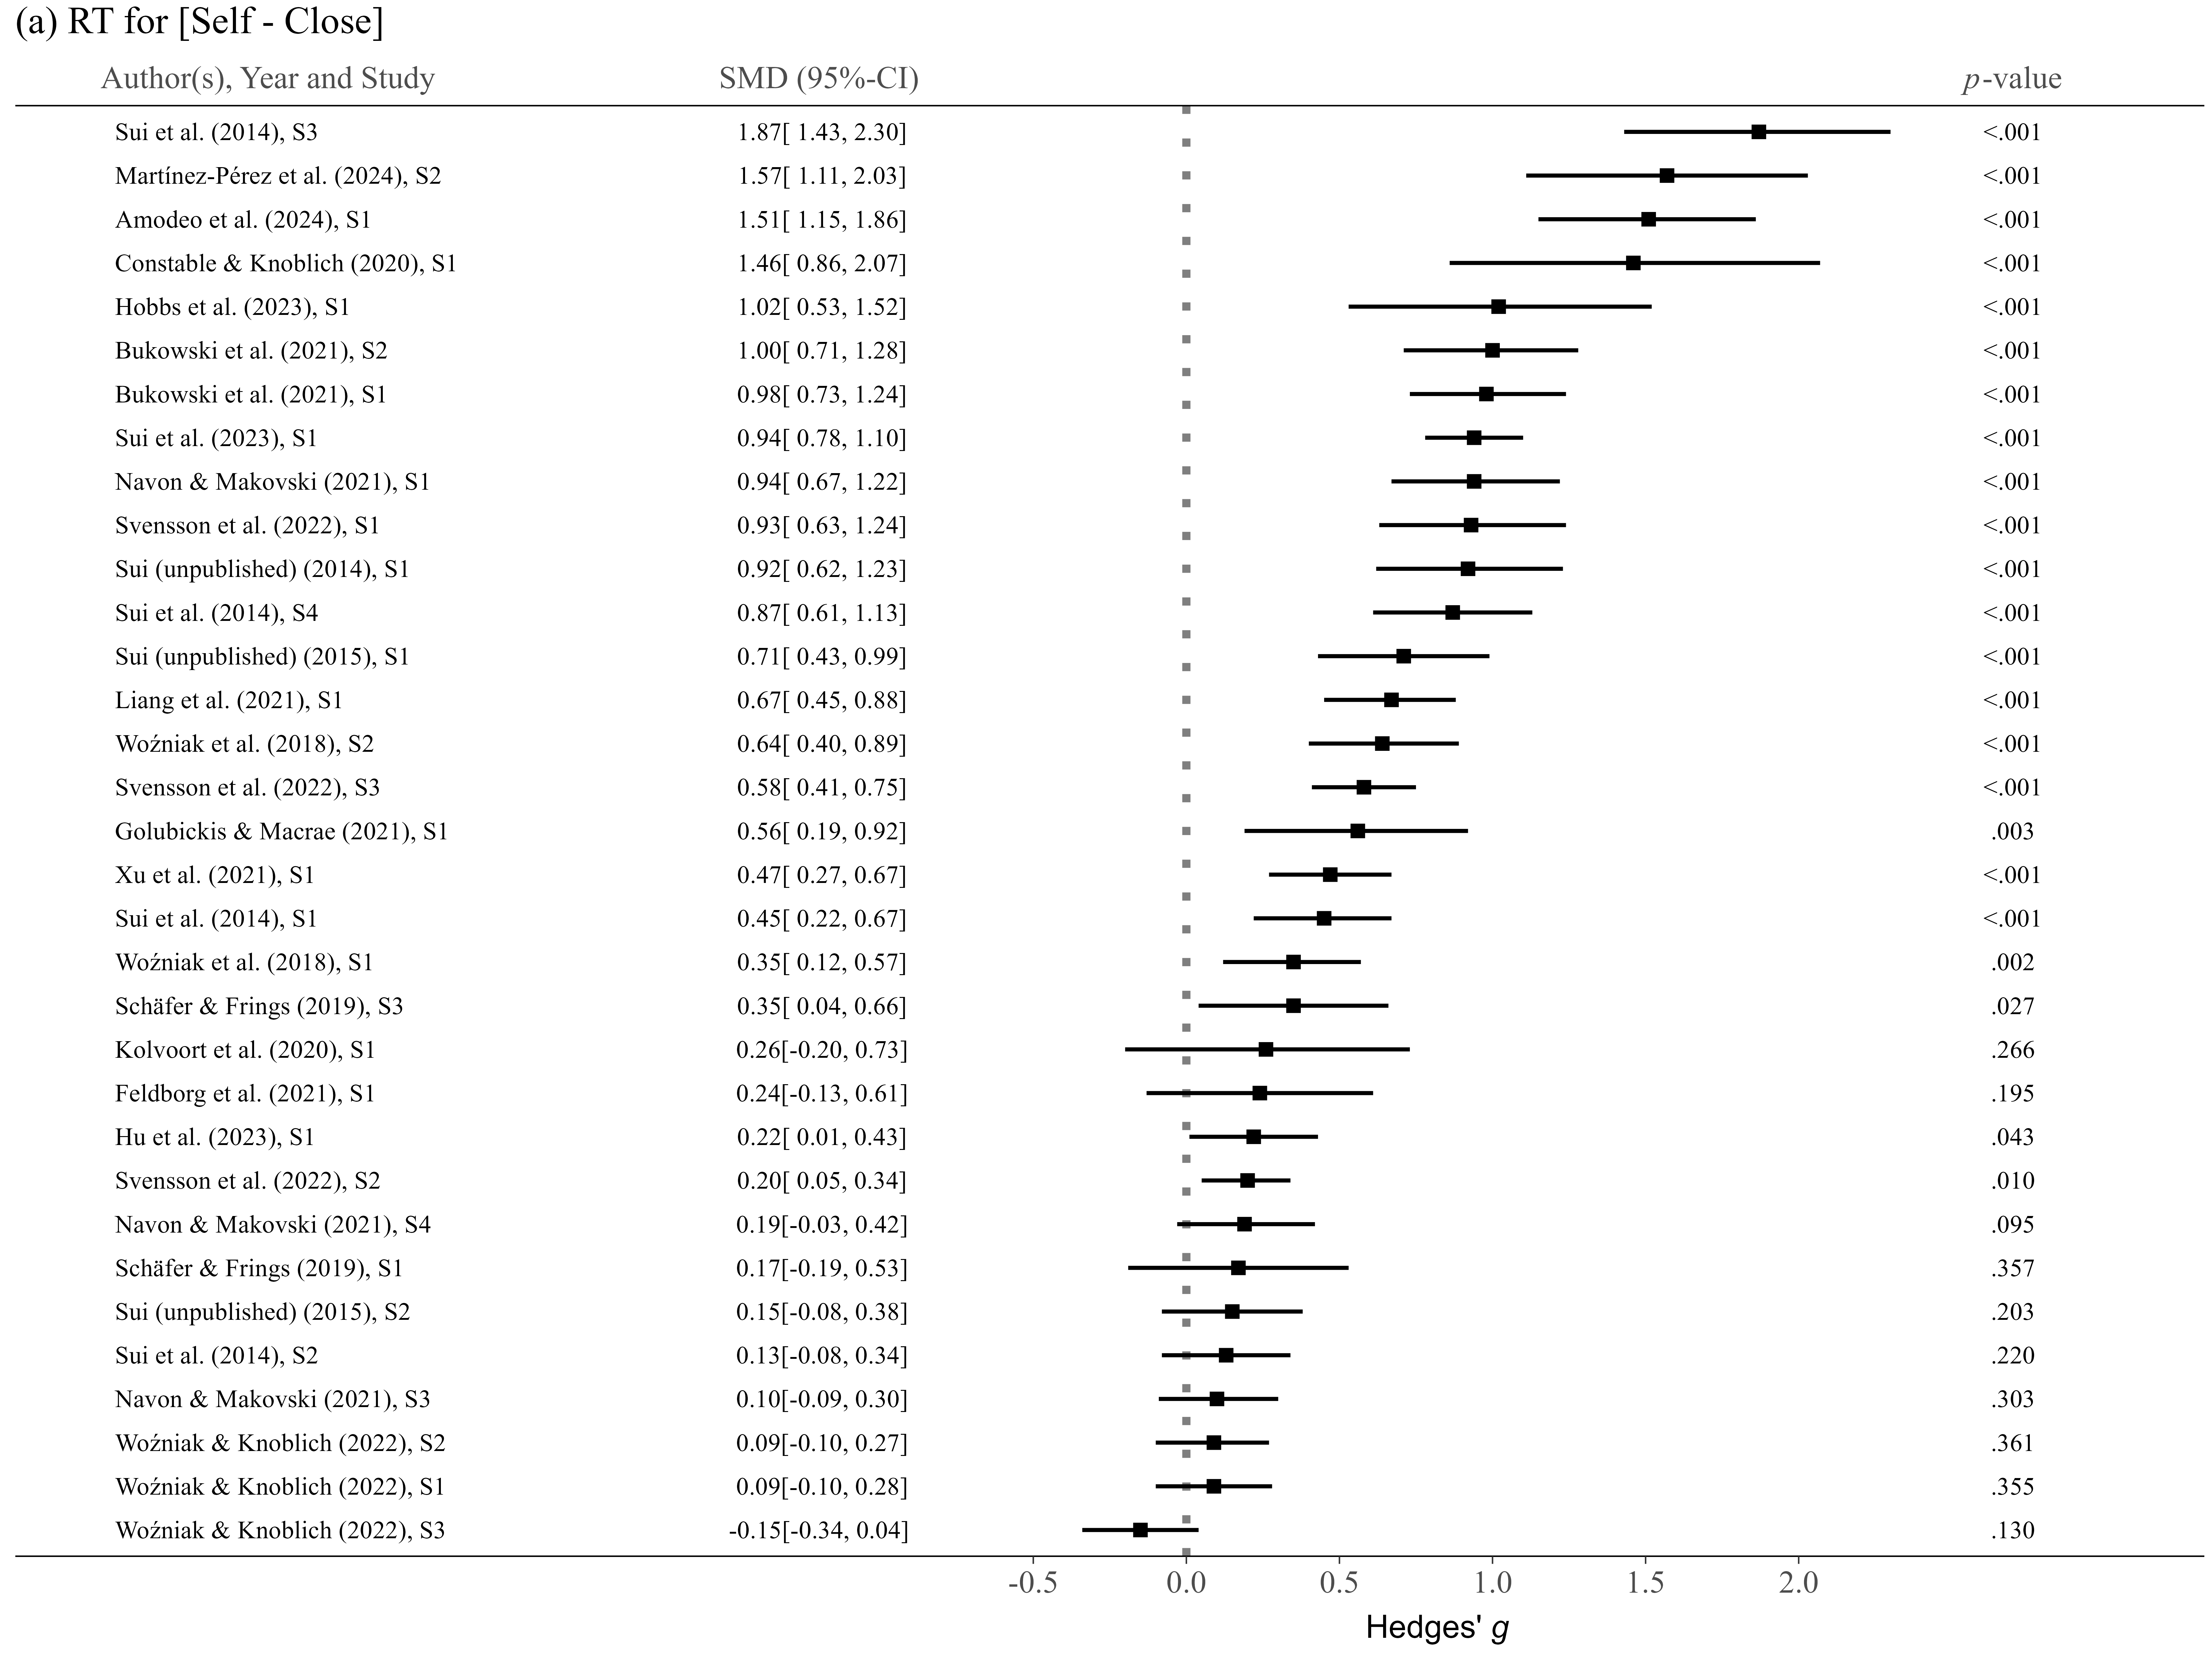 (a) RT for [Self - Close]
Author(s), Year and Study SMD (95%-CI) p-value
Sui et al. (2014), S3 1.87[ 1.43, 2.30] <.001
Martínez-Pérez et al. (2024), S2 1.57[ 1.11, 2.03] <.001
Amodeo et al. (2024), S1 1.51[ 1.15, 1.86] <.001
Constable & Knoblich (2020), S1 1.46[ 0.86, 2.07] <.001
Hobbs et al. (2023), S1 1.02[ 0.53, 1.52] <.001
Bukowski et al. (2021), S2 1.00[ 0.71, 1.28] <.001
Bukowski et al. (2021), S1 0.98[ 0.73, 1.24] <.001
Sui et al. (2023), S1 0.94[ 0.78, 1.10] <.001
Navon & Makovski (2021), S1 0.94[ 0.67, 1.22] <.001
Svensson et al. (2022), S1 0.93[ 0.63, 1.24] <.001
Sui (unpublished) (2014), S1 0.92[ 0.62, 1.23] <.001
Sui et al. (2014), S4 0.87[ 0.61, 1.13] <.001
Sui (unpublished) (2015), S1 0.71[ 0.43, 0.99] <.001
Liang et al. (2021), S1 0.67[ 0.45, 0.88] <.001
Woźniak et al. (2018), S2 0.64[ 0.40, 0.89] <.001
Svensson et al. (2022), S3 0.58[ 0.41, 0.75] <.001
Golubickis & Macrae (2021), S1 0.56[ 0.19, 0.92] .003
Xu et al. (2021), S1 0.47[ 0.27, 0.67] <.001
Sui et al. (2014), S1 0.45[ 0.22, 0.67] <.001
Woźniak et al. (2018), S1 0.35[ 0.12, 0.57] .002
Schäfer & Frings (2019), S3 0.35[ 0.04, 0.66] .027
Kolvoort et al. (2020), S1 0.26[-0.20, 0.73] .266
Feldborg et al. (2021), S1 0.24[-0.13, 0.61] .195
Hu et al. (2023), S1 0.22[ 0.01, 0.43] .043
Svensson et al. (2022), S2 0.20[ 0.05, 0.34] .010
Navon & Makovski (2021), S4 0.19[-0.03, 0.42] .095
Schäfer & Frings (2019), S1 0.17[-0.19, 0.53] .357
Sui (unpublished) (2015), S2 0.15[-0.08, 0.38] .203
Sui et al. (2014), S2 0.13[-0.08, 0.34] .220
Navon & Makovski (2021), S3 0.10[-0.09, 0.30] .303
Woźniak & Knoblich (2022), S2 0.09[-0.10, 0.27] .361
Woźniak & Knoblich (2022), S1 0.09[-0.10, 0.28] .355
Woźniak & Knoblich (2022), S3 -0.15[-0.34, 0.04] .130
-0.5 0.0 0.5 1.0 1.5 2.0
Hedges' g